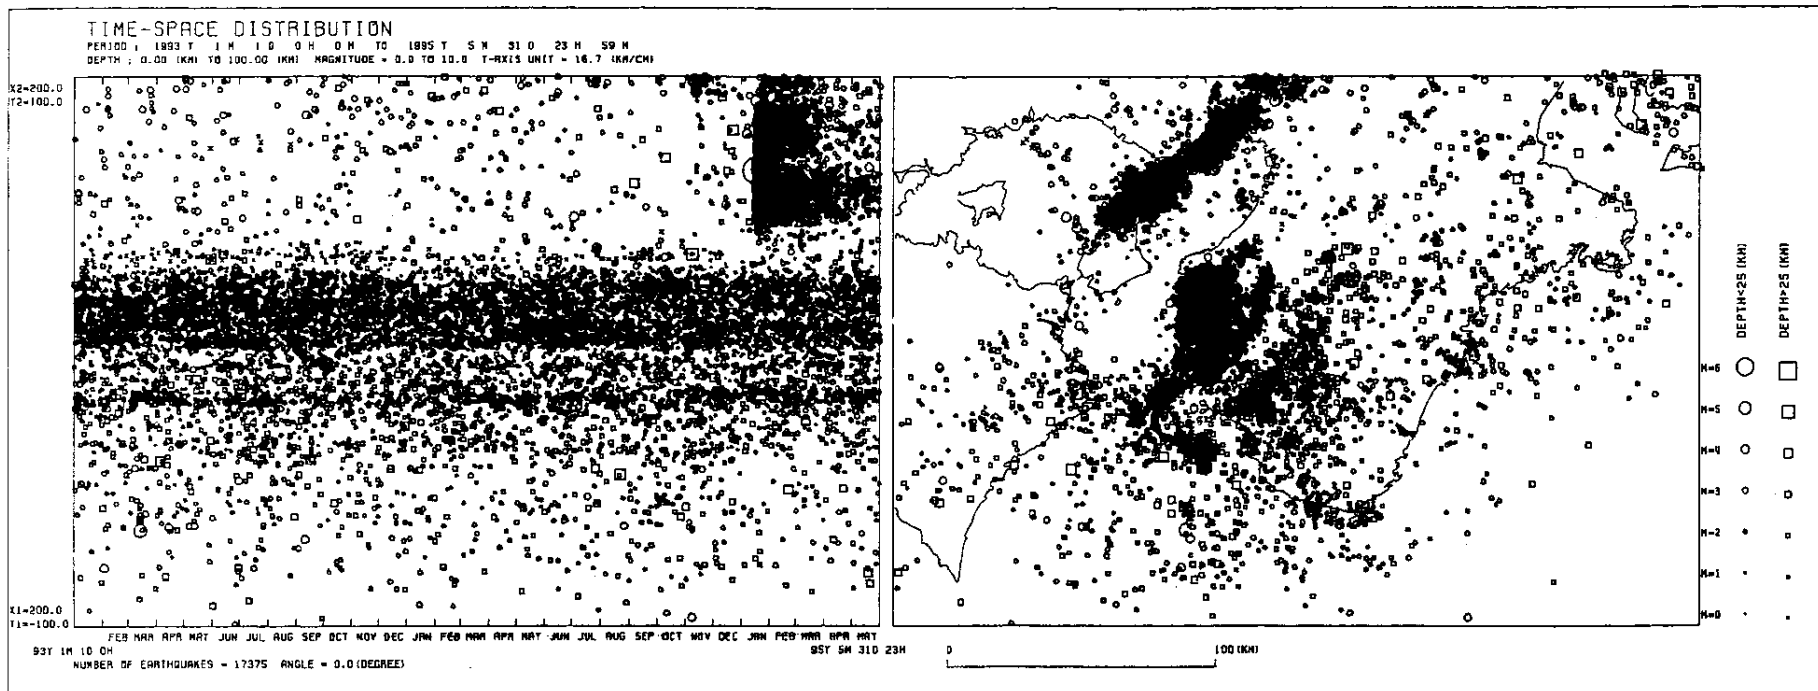 TIME-SPACE DISTRIBUTION
PERIOD : 1993 Y 1 M 1 D 0 H 0 M TO 1995 Y 5 M 31 D 23 H 59 M
DEPTH : 0.00 (KM) TO 100.00 (KM) MAGNITUDE = 0.0 TO 10.0 T-AXIS UNIT = 16.7 (KM/CM)
X2=200.0
Y2=100.0
X1=200.0
Y1=-100.0
FEB MAR APR MAY JUN JUL AUG SEP OCT NOV DEC JAN FEB MAR APR MAY JUN JUL AUG SEP OCT NOV DEC JAN FEB MAR APR MAY
93Y 1M 1D 0H
95Y 5M 31D 23H
NUMBER OF EARTHQUAKES = 17375 ANGLE = 0.0(DEGREE)
0 100(KM)
DEPTH<25(KM)
DEPTH>25(KM)
M=6
M=5
M=4
M=3
M=2
M=1
M=0